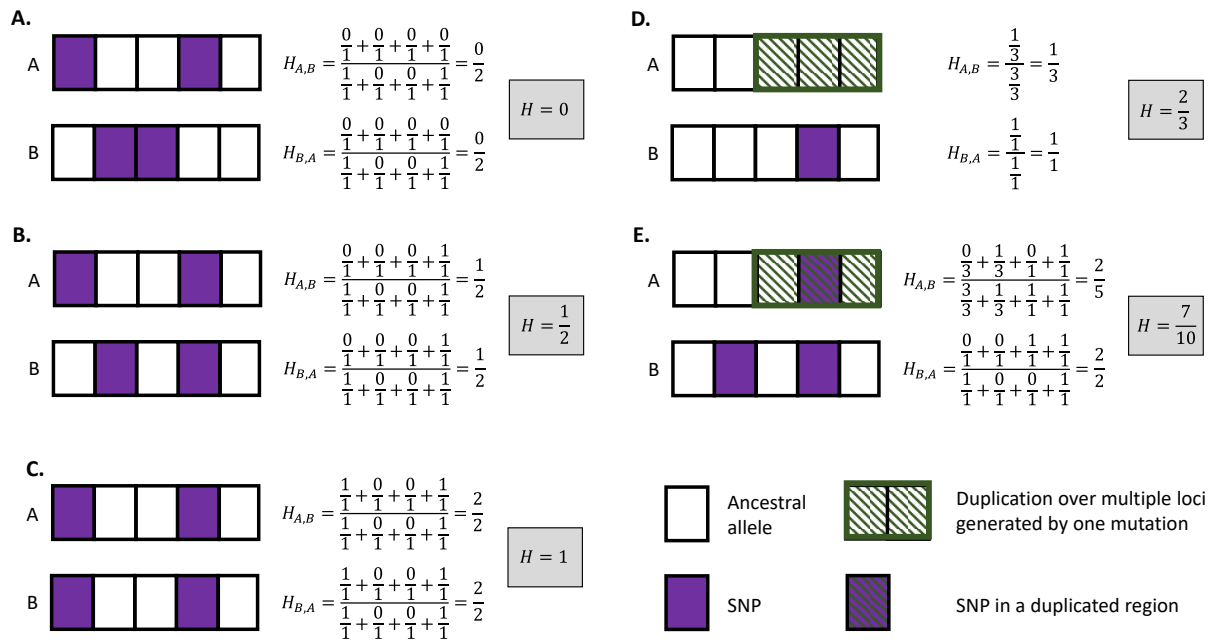 A.
A
H_{A,B} = (0/1 + 0/1 + 0/1 + 0/1) / (1/1 + 0/1 + 0/1 + 1/1) = 0/2
B
H_{B,A} = (0/1 + 0/1 + 0/1 + 0/1) / (1/1 + 0/1 + 0/1 + 1/1) = 0/2
H = 0
B.
A
H_{A,B} = (0/1 + 0/1 + 0/1 + 1/1) / (1/1 + 0/1 + 0/1 + 1/1) = 1/2
B
H_{B,A} = (0/1 + 0/1 + 0/1 + 1/1) / (1/1 + 0/1 + 0/1 + 1/1) = 1/2
H = 1/2
C.
A
H_{A,B} = (1/1 + 0/1 + 0/1 + 1/1) / (1/1 + 0/1 + 0/1 + 1/1) = 2/2
B
H_{B,A} = (1/1 + 0/1 + 0/1 + 1/1) / (1/1 + 0/1 + 0/1 + 1/1) = 2/2
H = 1
D.
A
H_{A,B} = (1/3) / (3/3) = 1/3
B
H_{B,A} = (1/1) / (1/1) = 1/1
H = 2/3
E.
A
H_{A,B} = (0/3 + 1/3 + 0/1 + 1/1) / (3/3 + 1/3 + 1/1 + 1/1) = 2/5
B
H_{B,A} = (0/1 + 0/1 + 1/1 + 1/1) / (1/1 + 0/1 + 0/1 + 1/1) = 2/2
H = 7/10
Ancestral
allele
Duplication over multiple loci
generated by one mutation
SNP
SNP in a duplicated region